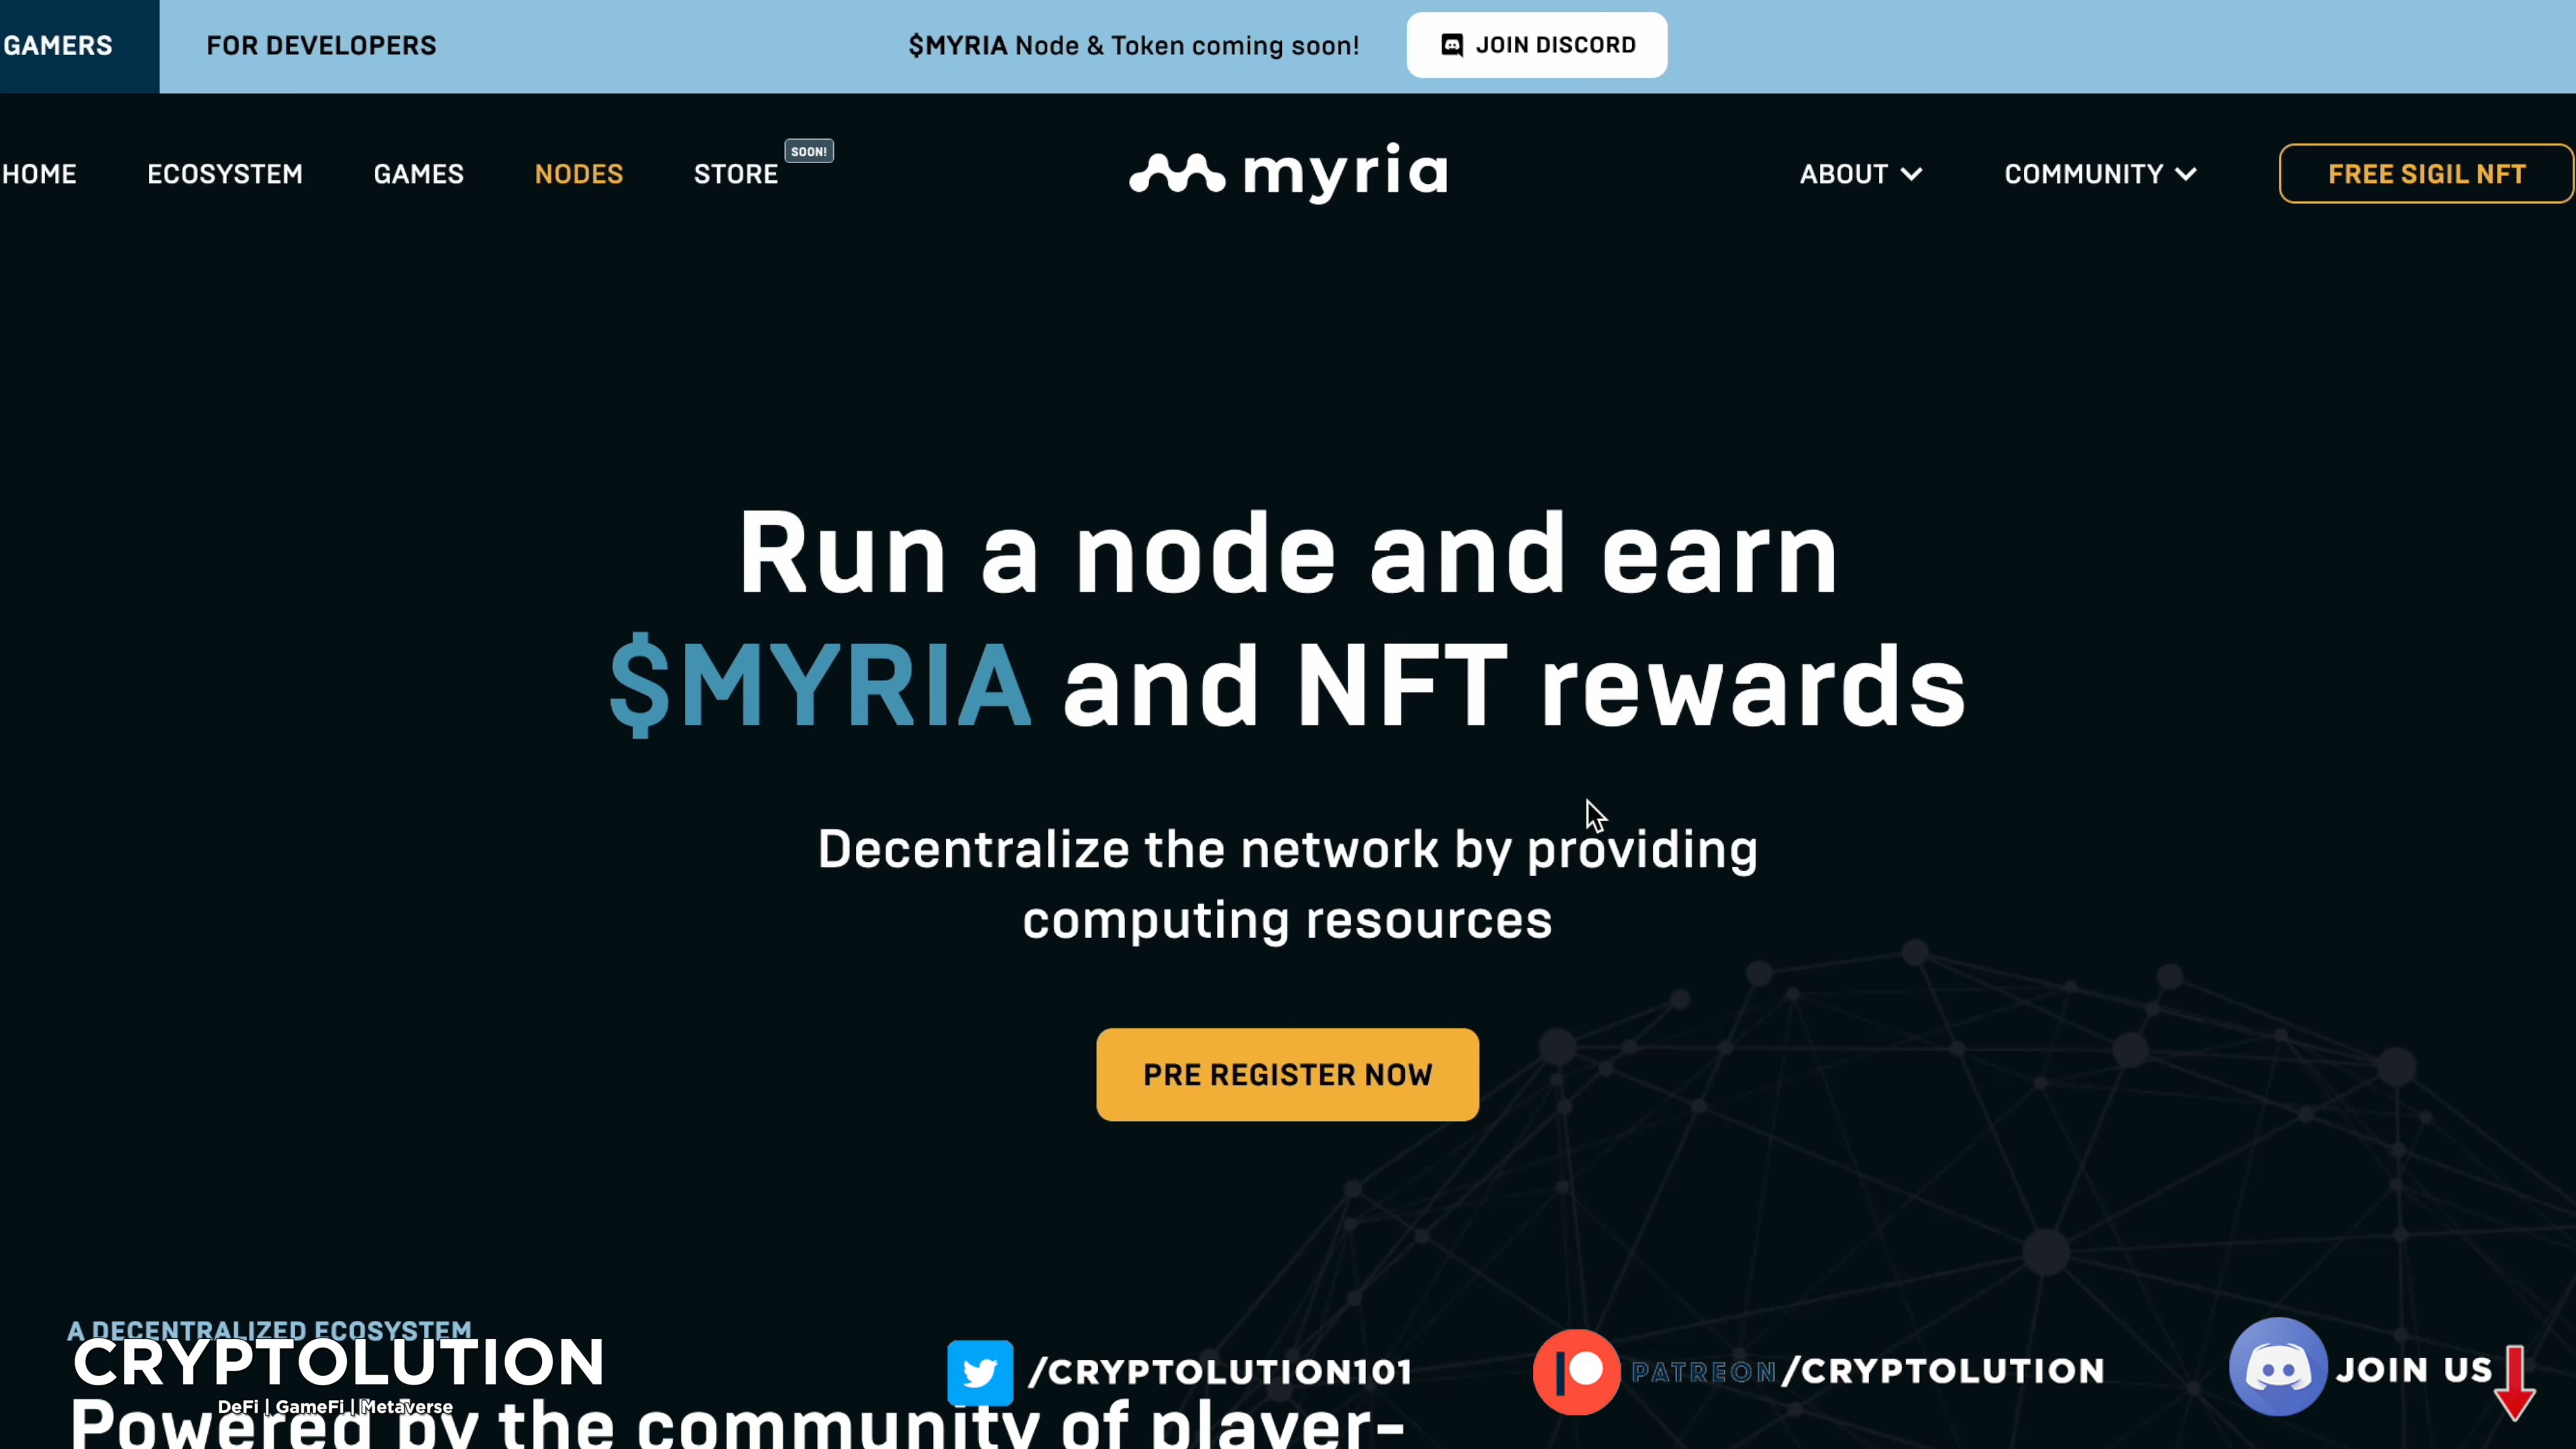 GAMERS
FOR DEVELOPERS
$MYRIA Node & Token coming soon!
JOIN DISCORD
HOME
ECOSYSTEM
GAMES
NODES
STORE
SOON!
myria
ABOUT
COMMUNITY
FREE SIGIL NFT
Run a node and earn
$MYRIA and NFT rewards
Decentralize the network by providing
computing resources
PRE REGISTER NOW
A DECENTRALIZED ECOSYSTEM
CRYPTOLUTION
DeFi | GameFi | Metaverse
/CRYPTOLUTION101
PATREON /CRYPTOLUTION
JOIN US
Powered by the community of player-